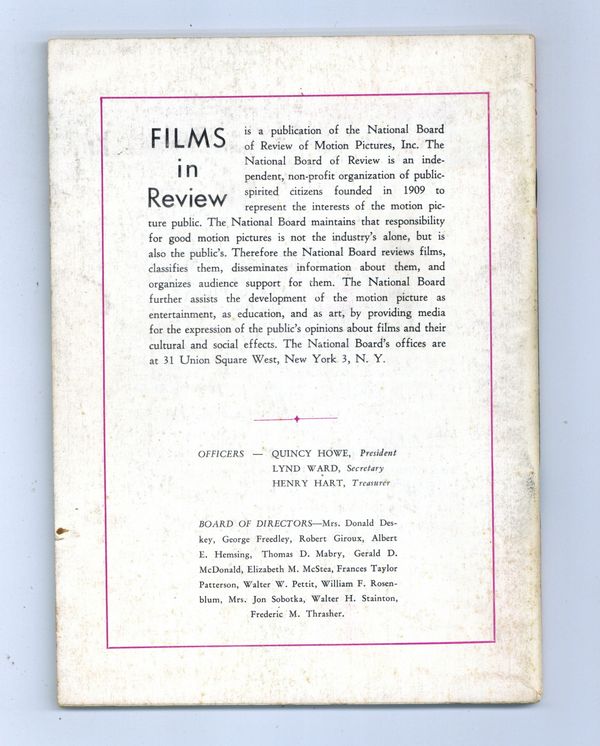 FILMS
in
Review
is a publication of the National Board
of Review of Motion Pictures, Inc. The
National Board of Review is an inde-
pendent, non-profit organization of public-
spirited citizens founded in 1909 to
represent the interests of the motion pic-
ture public. The National Board maintains that responsibility
for good motion pictures is not the industry's alone, but is
also the public's. Therefore the National Board reviews films,
classifies them, disseminates information about them, and
organizes audience support for them. The National Board
further assists the development of the motion picture as
entertainment, as education, and as art, by providing media
for the expression of the public's opinions about films and their
cultural and social effects. The National Board's offices are
at 31 Union Square West, New York 3, N. Y.
OFFICERS — QUINCY HOWE, President
LYND WARD, Secretary
HENRY HART, Treasurer
BOARD OF DIRECTORS—Mrs. Donald Des-
key, George Freedley, Robert Giroux, Albert
E. Hemsing, Thomas D. Mabry, Gerald D.
McDonald, Elizabeth M. McStea, Frances Taylor
Patterson, Walter W. Pettit, William F. Rosen-
blum, Mrs. Jon Sobotka, Walter H. Stainton,
Frederic M. Thrasher.